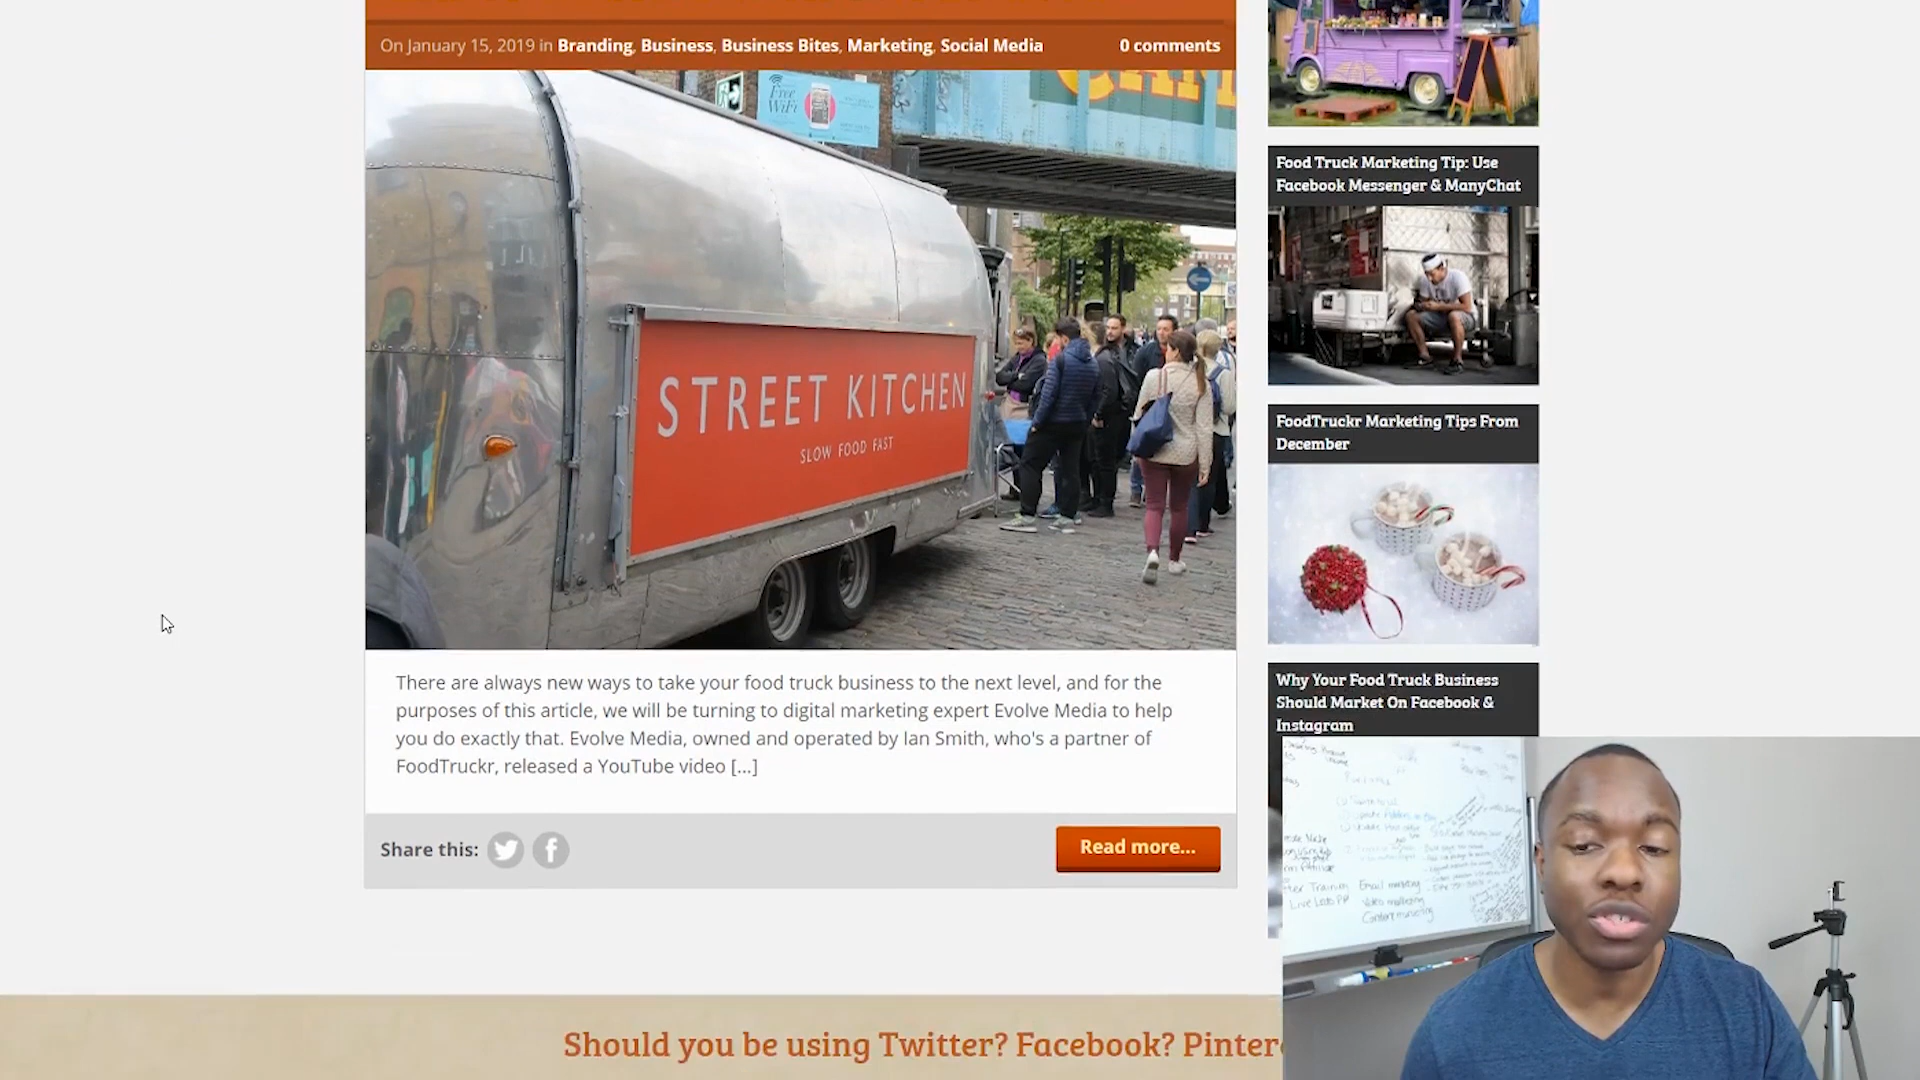 On January 15, 2019 in Branding, Business, Business Bites, Marketing, Social Media
0 comments
Free
WiFi
STREET KITCHEN
SLOW FOOD FAST
There are always new ways to take your food truck business to the next level, and for the
purposes of this article, we will be turning to digital marketing expert Evolve Media to help
you do exactly that. Evolve Media, owned and operated by Ian Smith, who's a partner of
FoodTruckr, released a YouTube video [...]
Share this:
Read more...
Food Truck Marketing Tip: Use
Facebook Messenger & ManyChat
FoodTruckr Marketing Tips From
December
Why Your Food Truck Business
Should Market On Facebook &
Instagram
Email marketing
Video marketing
Content marketing
Should you be using Twitter? Facebook? Pinter